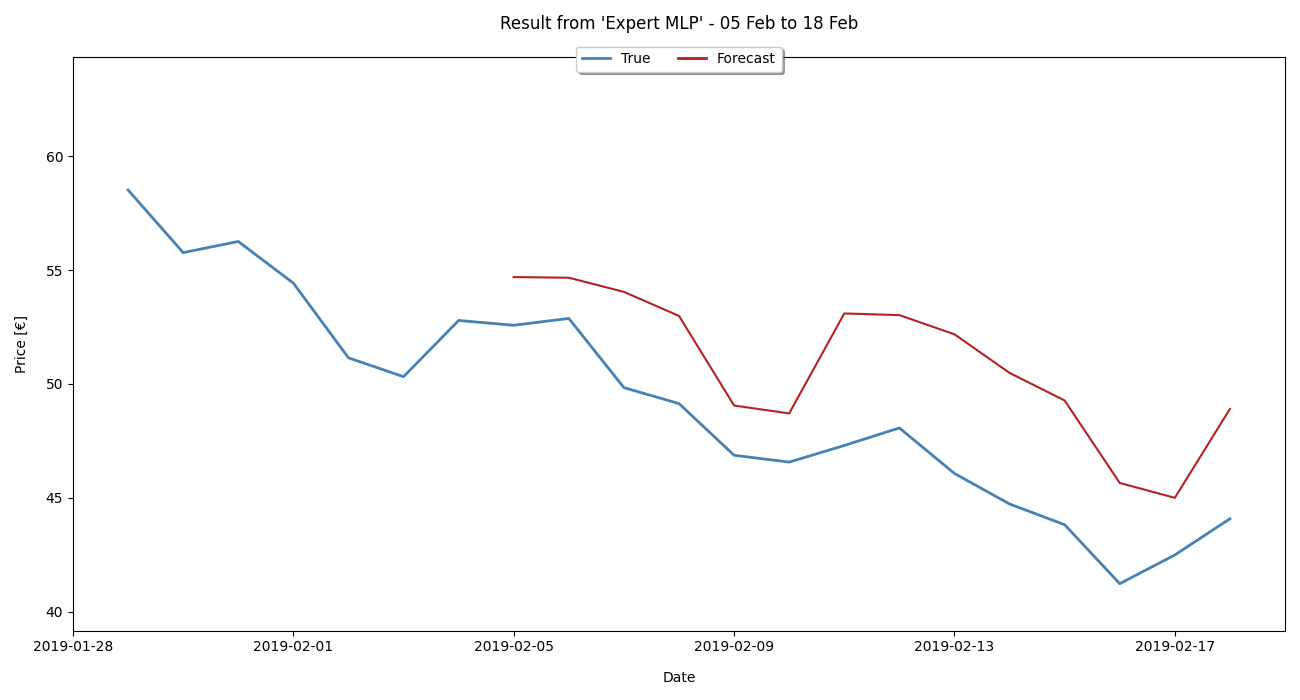 Result from 'Expert MLP' - 05 Feb to 18 Feb
True Forecast
60
55
50
45
40
Price [€]
2019-01-28 2019-02-01 2019-02-05 2019-02-09 2019-02-13 2019-02-17
Date